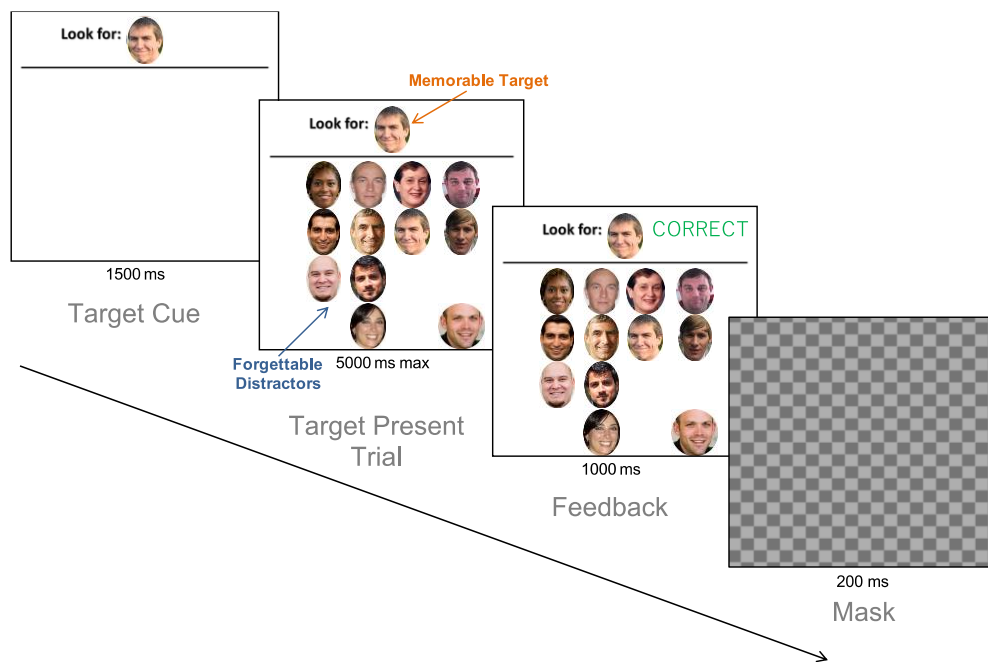 Look for:
1500 ms
Target Cue
Memorable Target
Look for:
Forgettable
Distractors
5000 ms max
Target Present
Trial
Look for: CORRECT
1000 ms
Feedback
200 ms
Mask